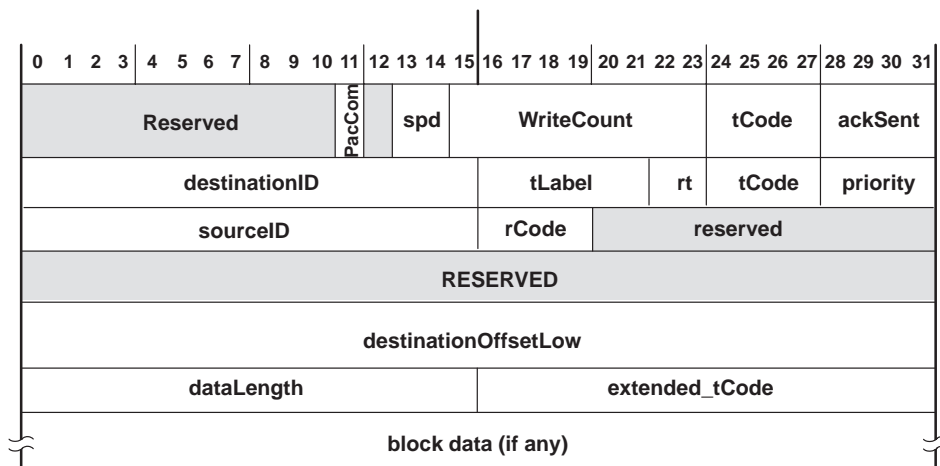 0 1 2 3 4 5 6 7 8 9 10 11 12 13 14 15 16 17 18 19 20 21 22 23 24 25 26 27 28 29 30 31
Reserved PacCom spd WriteCount tCode ackSent
destinationID tLabel rt tCode priority
sourceID rCode reserved
RESERVED
destinationOffsetLow
dataLength extended_tCode
block data (if any)